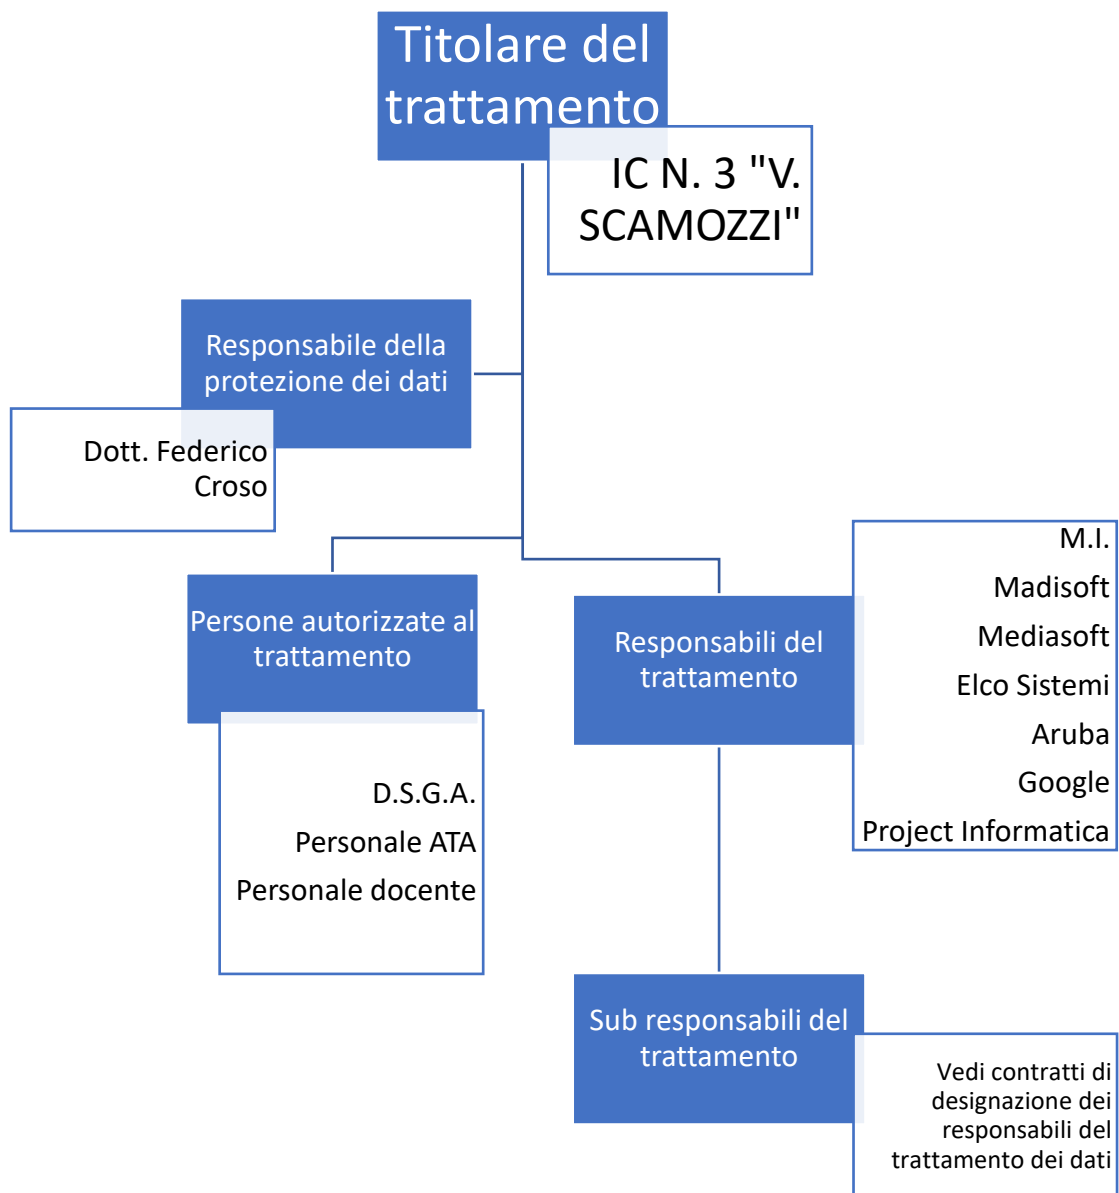 Titolare del
trattamento
IC N. 3 "V.
SCAMOZZI"
Responsabile della
protezione dei dati
Dott. Federico
Croso
Persone autorizzate al
trattamento
D.S.G.A.
Personale ATA
Personale docente
Responsabili del
trattamento
M.I.
Madisoft
Mediasoft
Elco Sistemi
Aruba
Google
Project Informatica
Sub responsabili del
trattamento
Vedi contratti di
designazione dei
responsabili del
trattamento dei dati